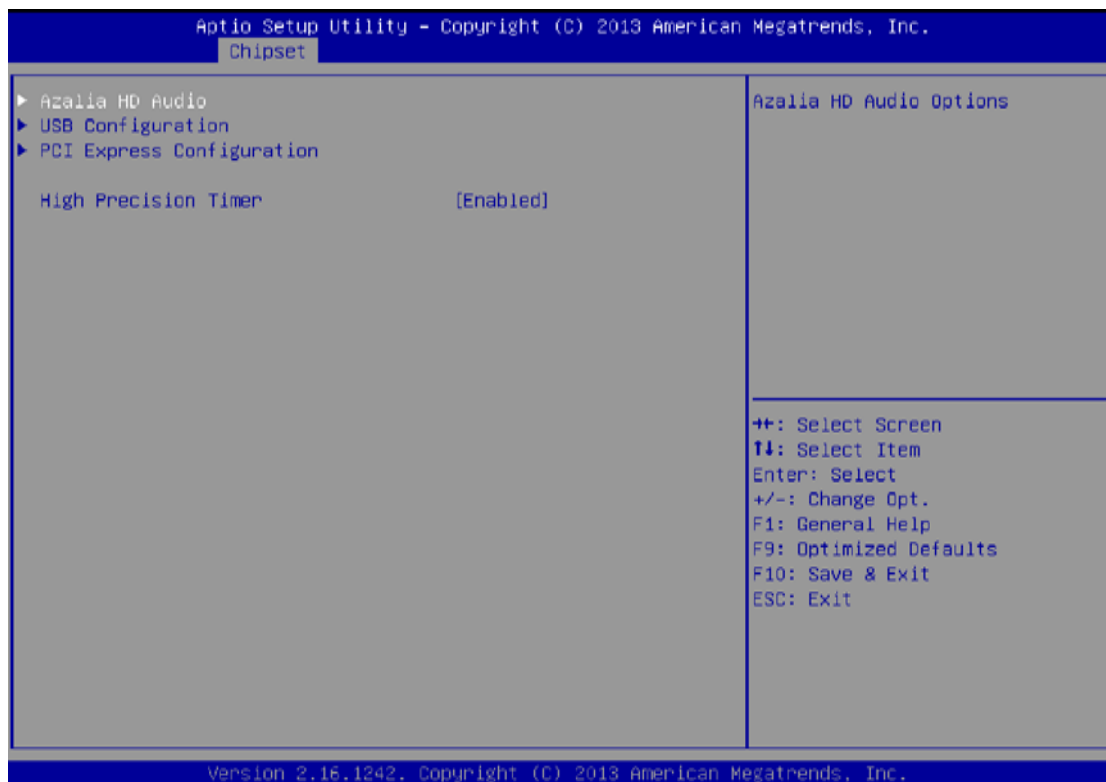 Aptio Setup Utility – Copyright (C) 2013 American Megatrends, Inc.
Chipset
▶ Azalia HD Audio
▶ USB Configuration
▶ PCI Express Configuration
High Precision Timer [Enabled]
Azalia HD Audio Options
→←: Select Screen
↑↓: Select Item
Enter: Select
+/-: Change Opt.
F1: General Help
F9: Optimized Defaults
F10: Save & Exit
ESC: Exit
Version 2.16.1242. Copyright (C) 2013 American Megatrends, Inc.